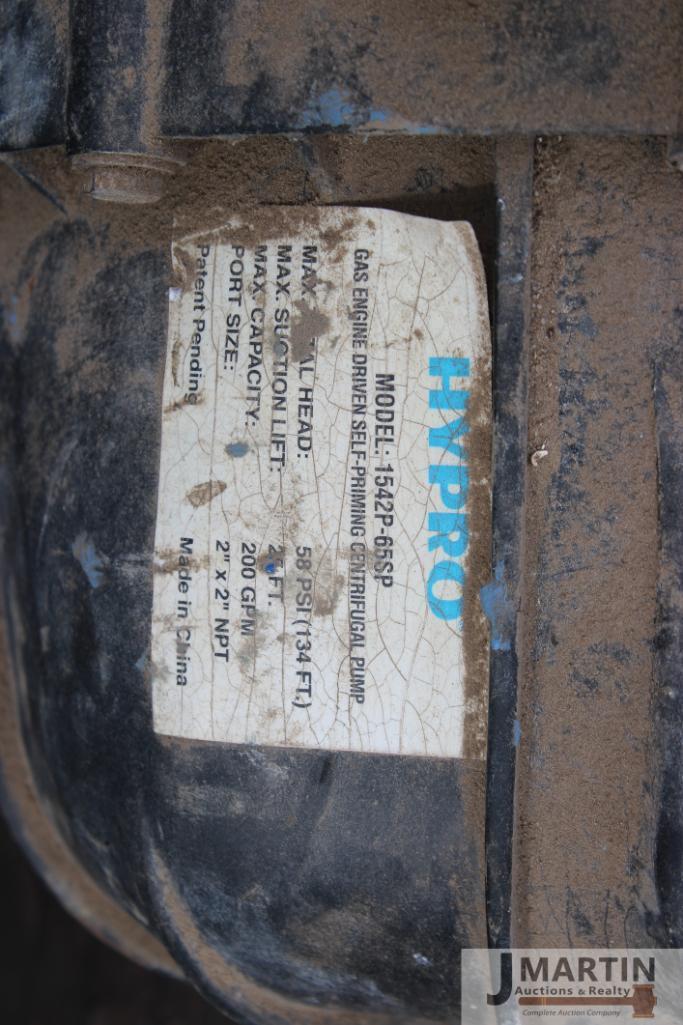 HYPRO
MODEL: 1542P-65SP
GAS ENGINE DRIVEN SELF-PRIMING CENTRIFUGAL PUMP
MAX. HEAD: 58 PSI (134 FT.)
MAX. SUCTION LIFT: FT.
MAX. CAPACITY: 200 GPM
PORT SIZE: 2" x 2" NPT
Patent Pending Made in China
J MARTIN
Auctions & Realty
Complete Auction Company